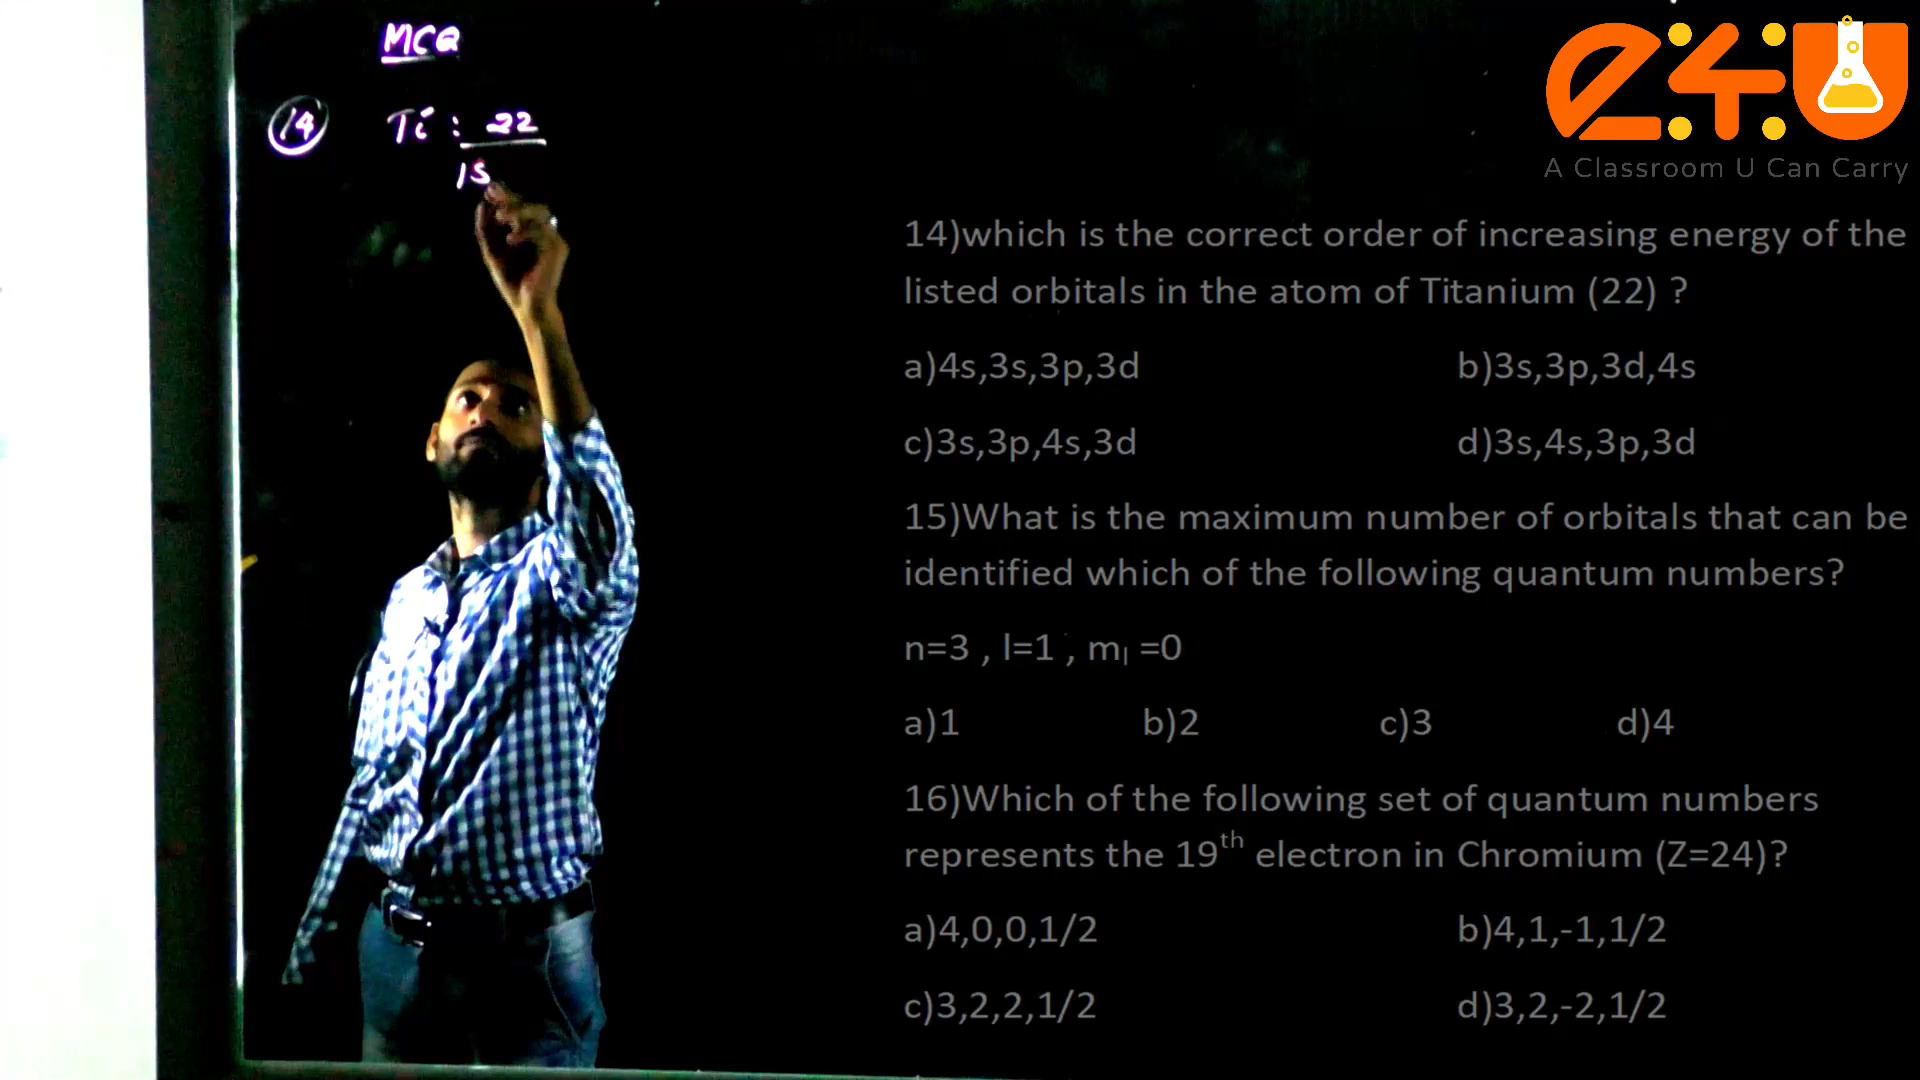 MCQ
14 Ti : 22
1s
e4U
A Classroom U Can Carry
14)which is the correct order of increasing energy of the
listed orbitals in the atom of Titanium (22) ?
a)4s,3s,3p,3d b)3s,3p,3d,4s
c)3s,3p,4s,3d d)3s,4s,3p,3d
15)What is the maximum number of orbitals that can be
identified which of the following quantum numbers?
n=3 , l=1 , mₗ =0
a)1 b)2 c)3 d)4
16)Which of the following set of quantum numbers
represents the 19ᵗʰ electron in Chromium (Z=24)?
a)4,0,0,1/2 b)4,1,-1,1/2
c)3,2,2,1/2 d)3,2,-2,1/2